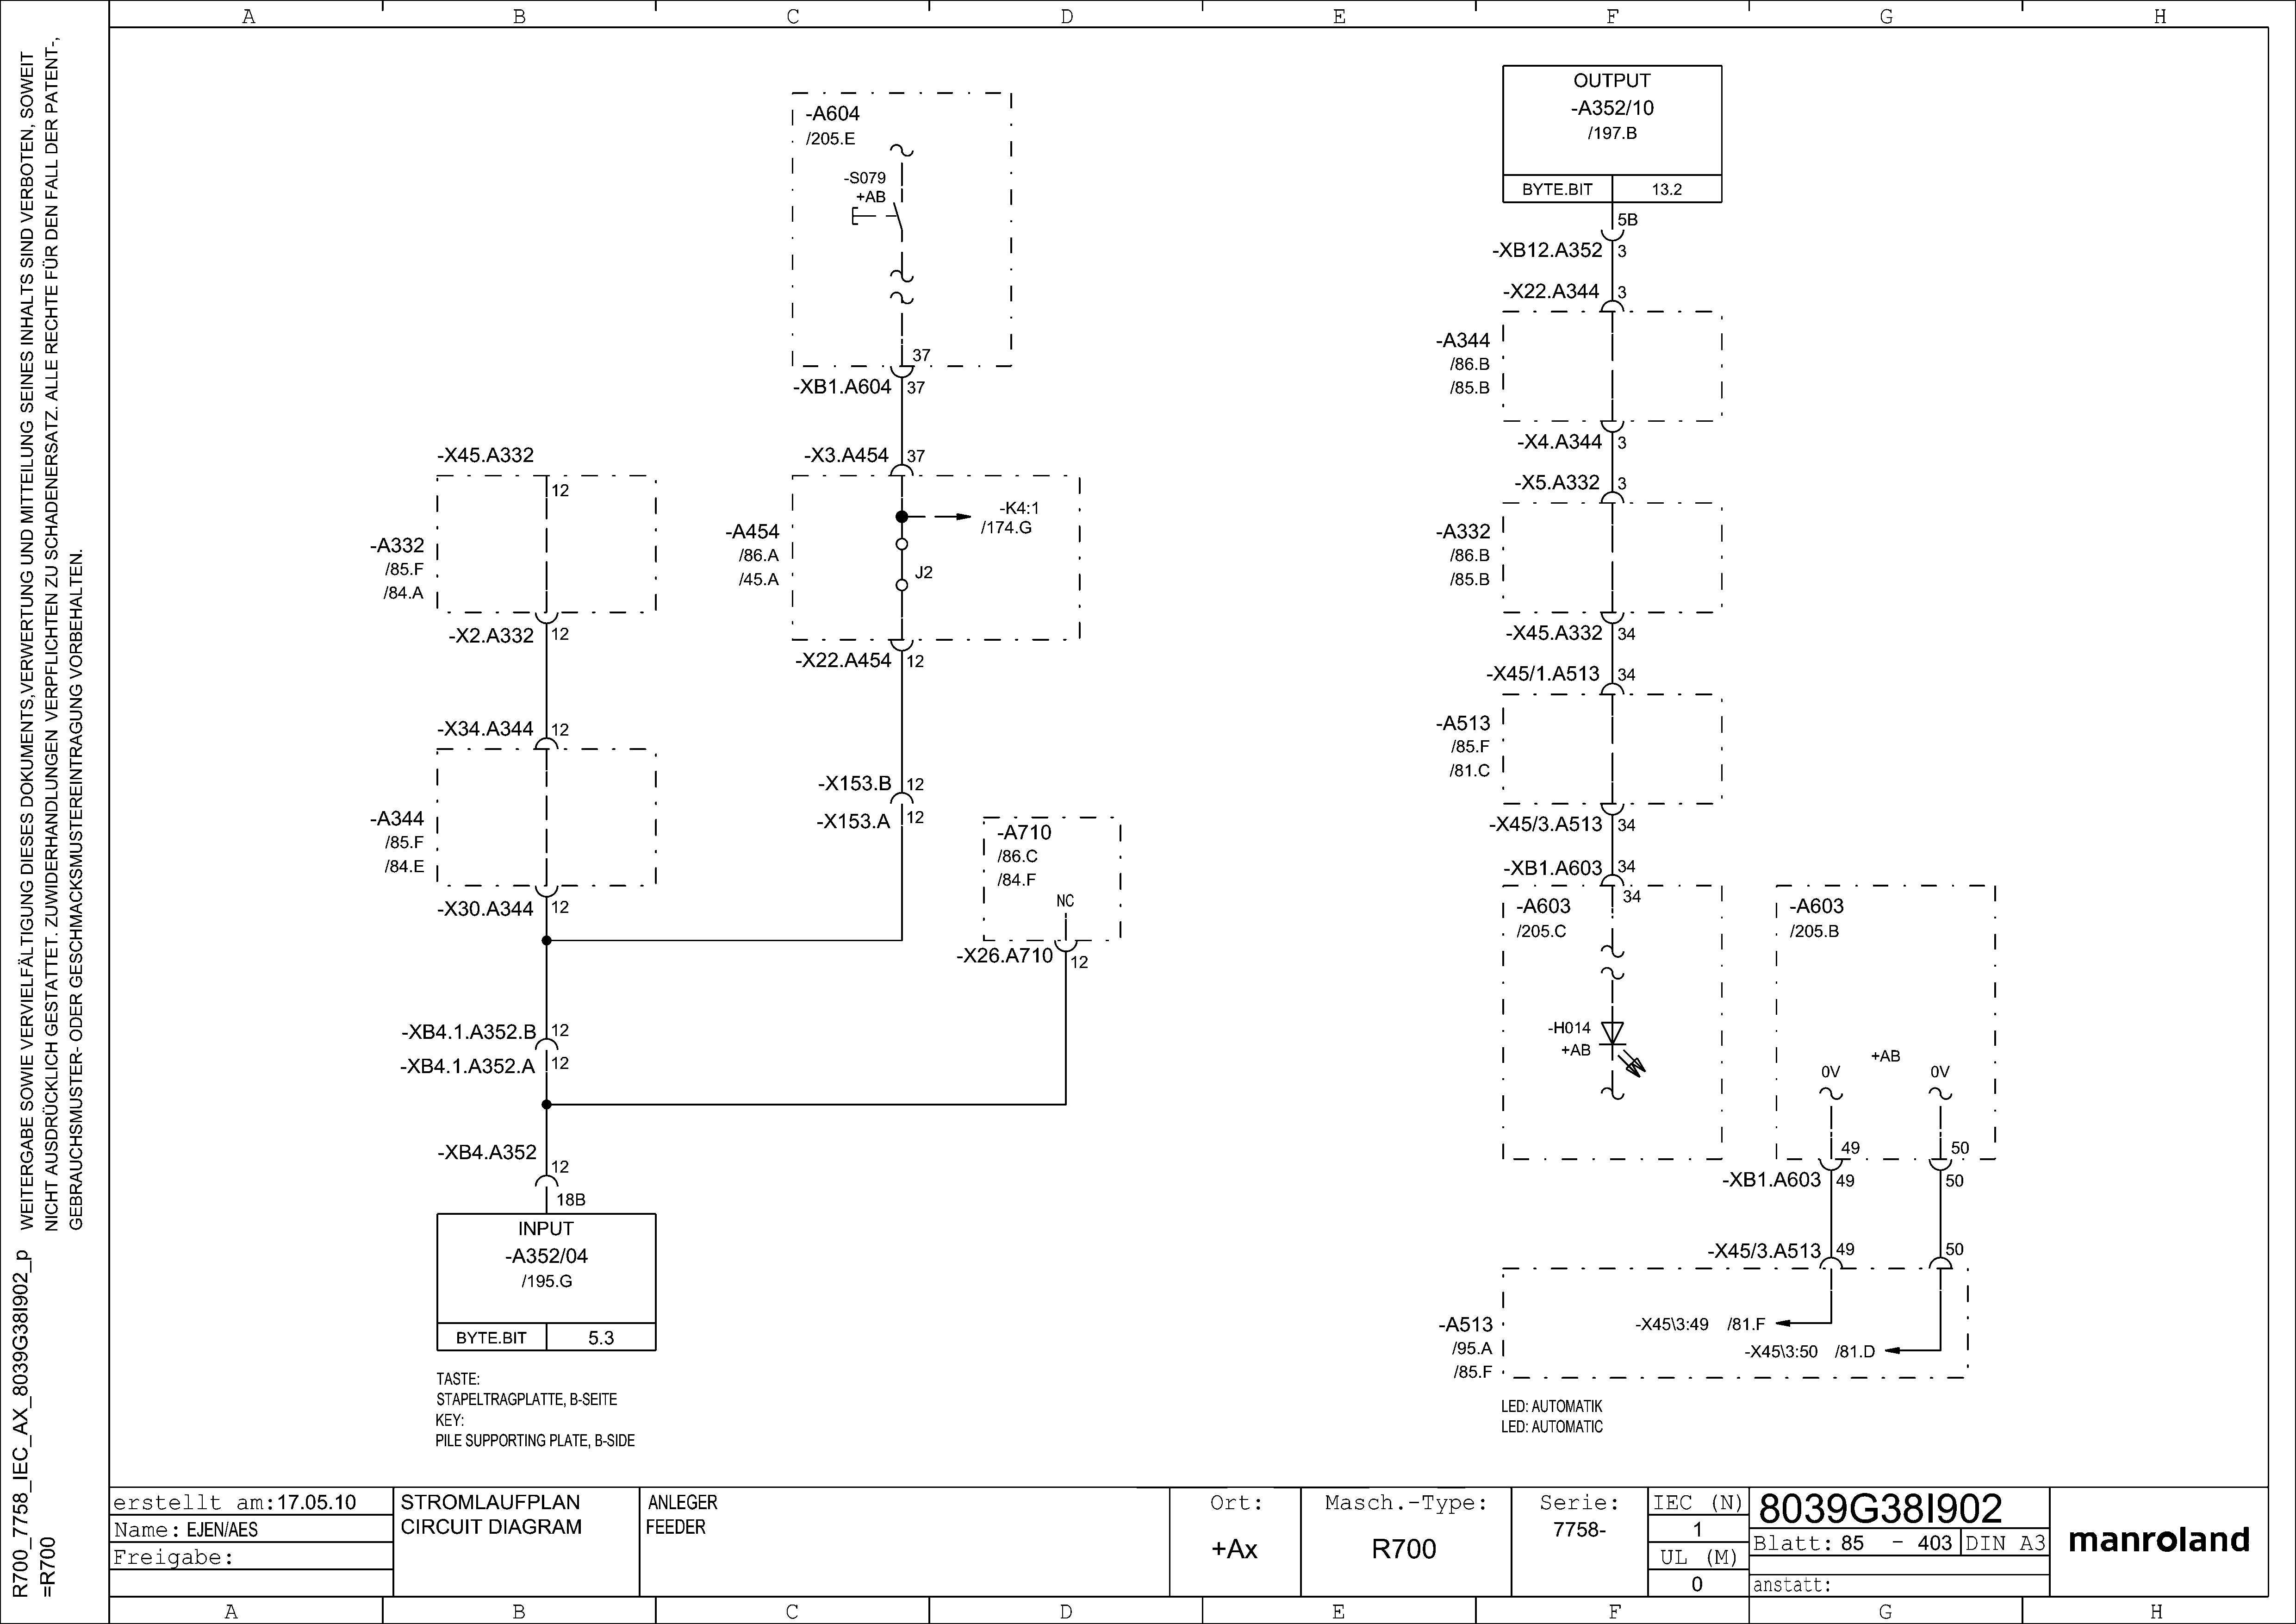 A B C D E F G H
WEITERGABE SOWIE VERVIELFÄLTIGUNG DIESES DOKUMENTS,VERWERTUNG UND MITTEILUNG SEINES INHALTS SIND VERBOTEN, SOWEIT
NICHT AUSDRÜCKLICH GESTATTET. ZUWIDERHANDLUNGEN VERPFLICHTEN ZU SCHADENERSATZ. ALLE RECHTE FÜR DEN FALL DER PATENT-,
GEBRAUCHSMUSTER- ODER GESCHMACKSMUSTEREINTRAGUNG VORBEHALTEN.
R700_7758_IEC_AX_8039G38I902_p
=R700
-A604
/205.E
-S079
+AB
37
-XB1.A604 37
-X3.A454 37
-K4:1
/174.G
-A454
/86.A
/45.A
J2
-X22.A454 12
-X153.B 12
-X153.A 12
-X45.A332
12
-A332
/85.F
/84.A
-X2.A332 12
-X34.A344 12
-A344
/85.F
/84.E
-X30.A344 12
-A710
/86.C
/84.F
NC
-X26.A710 12
-XB4.1.A352.B 12
-XB4.1.A352.A 12
-XB4.A352
12
18B
INPUT
-A352/04
/195.G
BYTE.BIT 5.3
TASTE:
STAPELTRAGPLATTE, B-SEITE
KEY:
PILE SUPPORTING PLATE, B-SIDE
OUTPUT
-A352/10
/197.B
BYTE.BIT 13.2
5B
-XB12.A352 3
-X22.A344 3
-A344
/86.B
/85.B
-X4.A344 3
-X5.A332 3
-A332
/86.B
/85.B
-X45.A332 34
-X45/1.A513 34
-A513
/85.F
/81.C
-X45/3.A513 34
-XB1.A603 34
34
-A603
/205.C
-H014
+AB
-A603
/205.B
+AB
0V 0V
49 50
-XB1.A603 49 50
-X45/3.A513 49 50
-A513
/95.A
/85.F
-X45\3:49 /81.F
-X45\3:50 /81.D
LED: AUTOMATIK
LED: AUTOMATIC
erstellt am:17.05.10
Name: EJEN/AES
Freigabe:
STROMLAUFPLAN
CIRCUIT DIAGRAM
ANLEGER
FEEDER
Ort:
+Ax
Masch.-Type:
R700
Serie:
7758-
IEC (N)
1
UL (M)
0
8039G38I902
Blatt: 85 - 403 DIN A3
anstatt:
manroland
A B C D E F G H